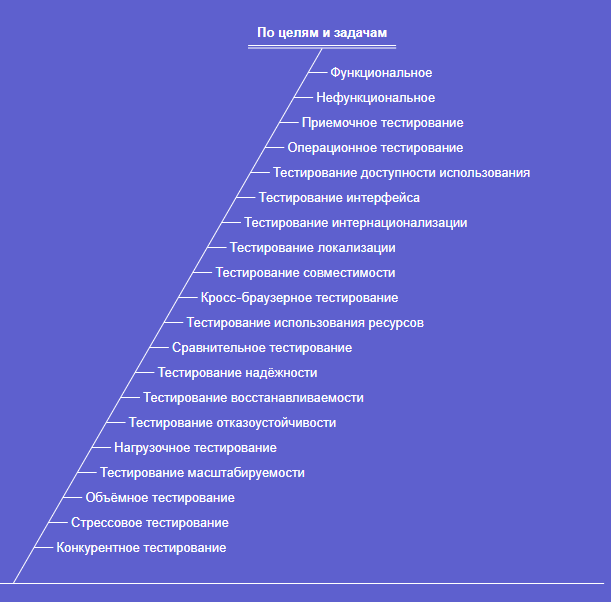 По целям и задачам
Функциональное
Нефункциональное
Приемочное тестирование
Операционное тестирование
Тестирование доступности использования
Тестирование интерфейса
Тестирование интернационализации
Тестирование локализации
Тестирование совместимости
Кросс-браузерное тестирование
Тестирование использования ресурсов
Сравнительное тестирование
Тестирование надёжности
Тестирование восстанавливаемости
Тестирование отказоустойчивости
Нагрузочное тестирование
Тестирование масштабируемости
Объёмное тестирование
Стрессовое тестирование
Конкурентное тестирование